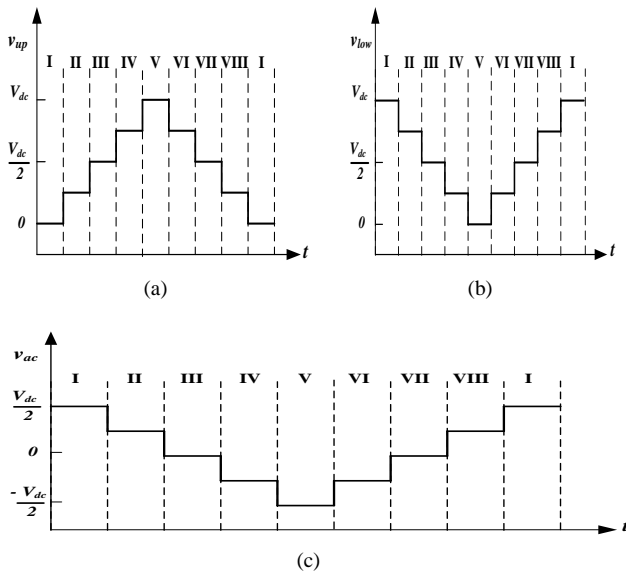 v_up
I II III IV V VI VII VIII I
V_dc
V_dc
2
0
t
(a)
v_low
I II III IV V VI VII VIII I
V_dc
V_dc
2
0
t
(b)
v_ac
I II III IV V VI VII VIII I
V_dc
2
0
- V_dc
2
t
(c)